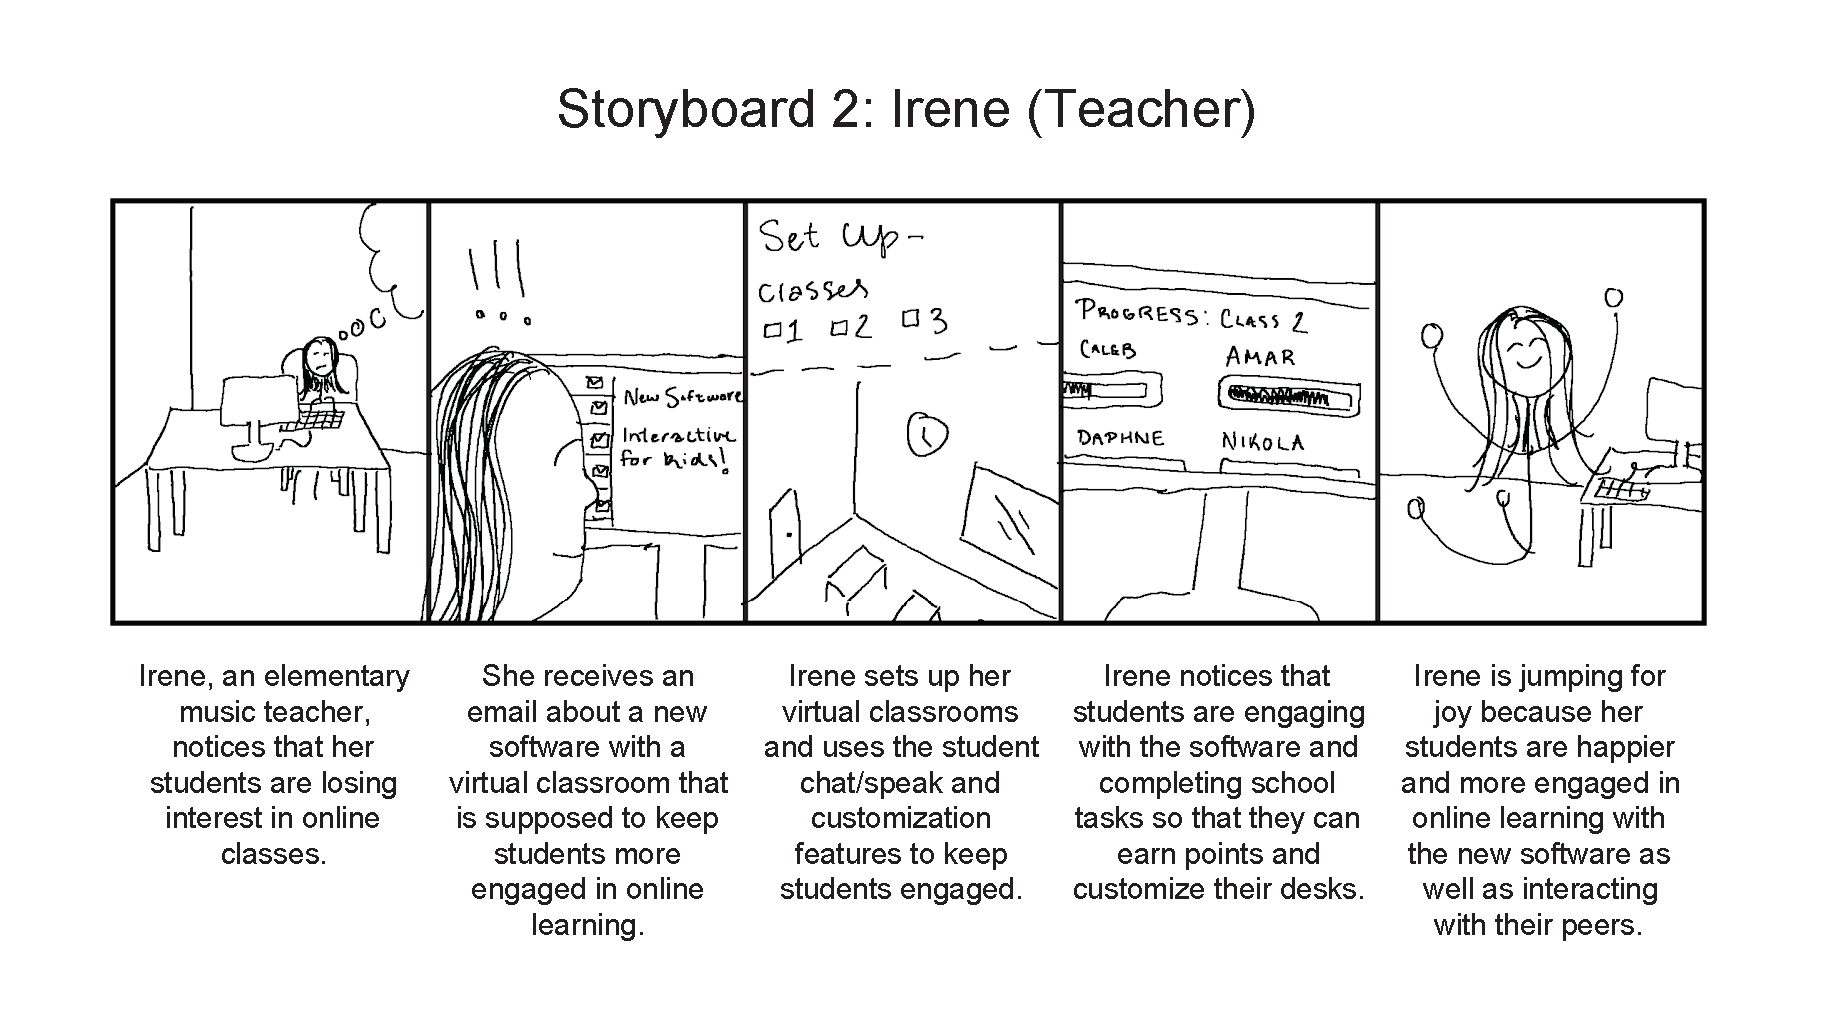 Storyboard 2: Irene (Teacher)
!!!
New Software
Interactive
for kids!
Set Up-
Classes
1 2 3
PROGRESS: CLASS 2
CALEB
AMAR
DAPHNE
NIKOLA
Irene, an elementary
music teacher,
notices that her
students are losing
interest in online
classes.
She receives an
email about a new
software with a
virtual classroom that
is supposed to keep
students more
engaged in online
learning.
Irene sets up her
virtual classrooms
and uses the student
chat/speak and
customization
features to keep
students engaged.
Irene notices that
students are engaging
with the software and
completing school
tasks so that they can
earn points and
customize their desks.
Irene is jumping for
joy because her
students are happier
and more engaged in
online learning with
the new software as
well as interacting
with their peers.